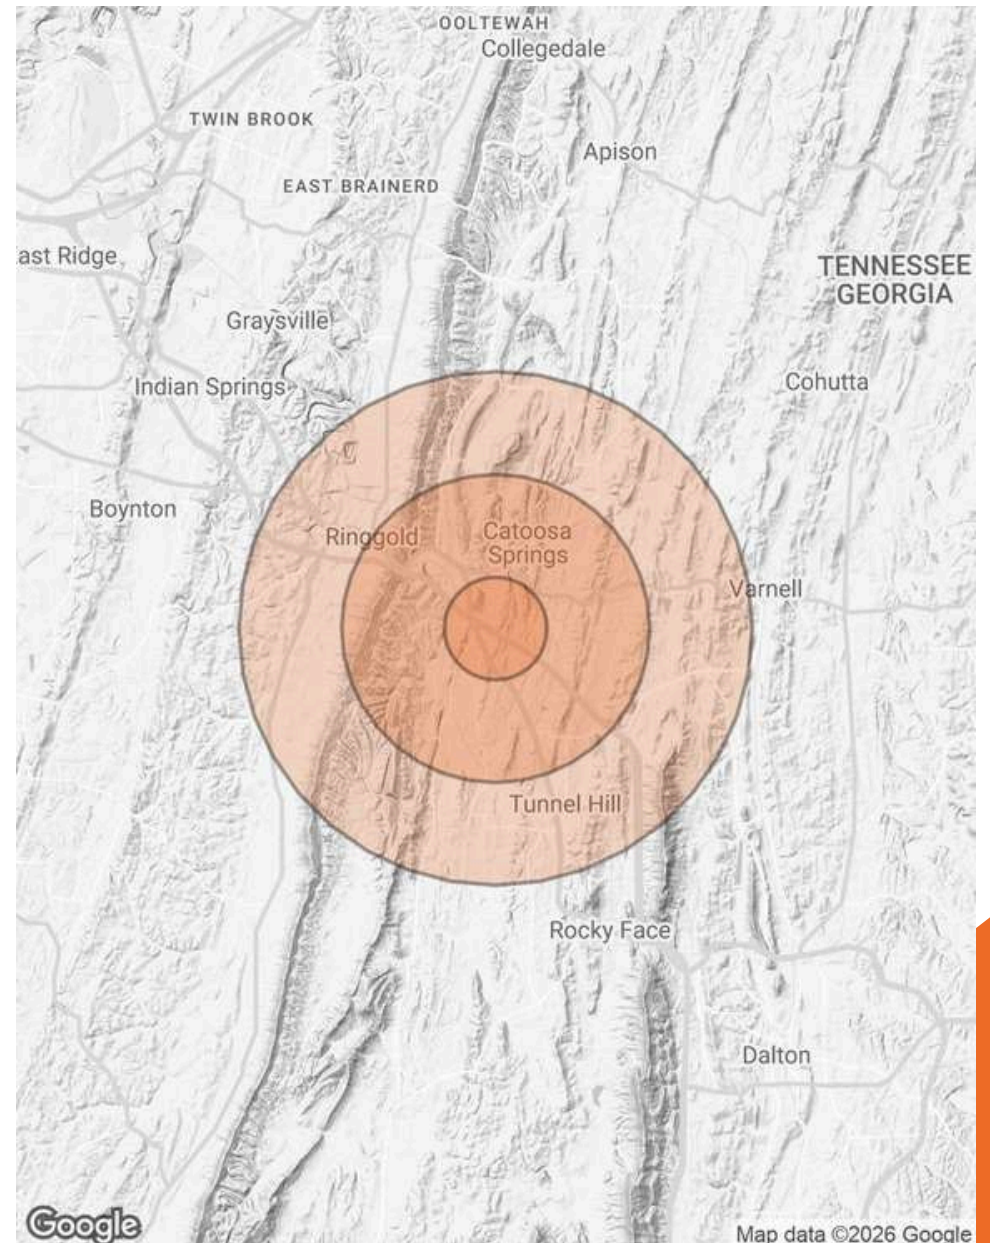 OOLTEWAH
Collegedale
TWIN BROOK
Apison
EAST BRAINERD
ast Ridge
TENNESSEE
GEORGIA
Graysville
Indian Springs
Cohutta
Boynton
Ringgold
Catoosa
Springs
Varnell
Tunnel Hill
Rocky Face
Dalton
Google
Map data ©2026 Google